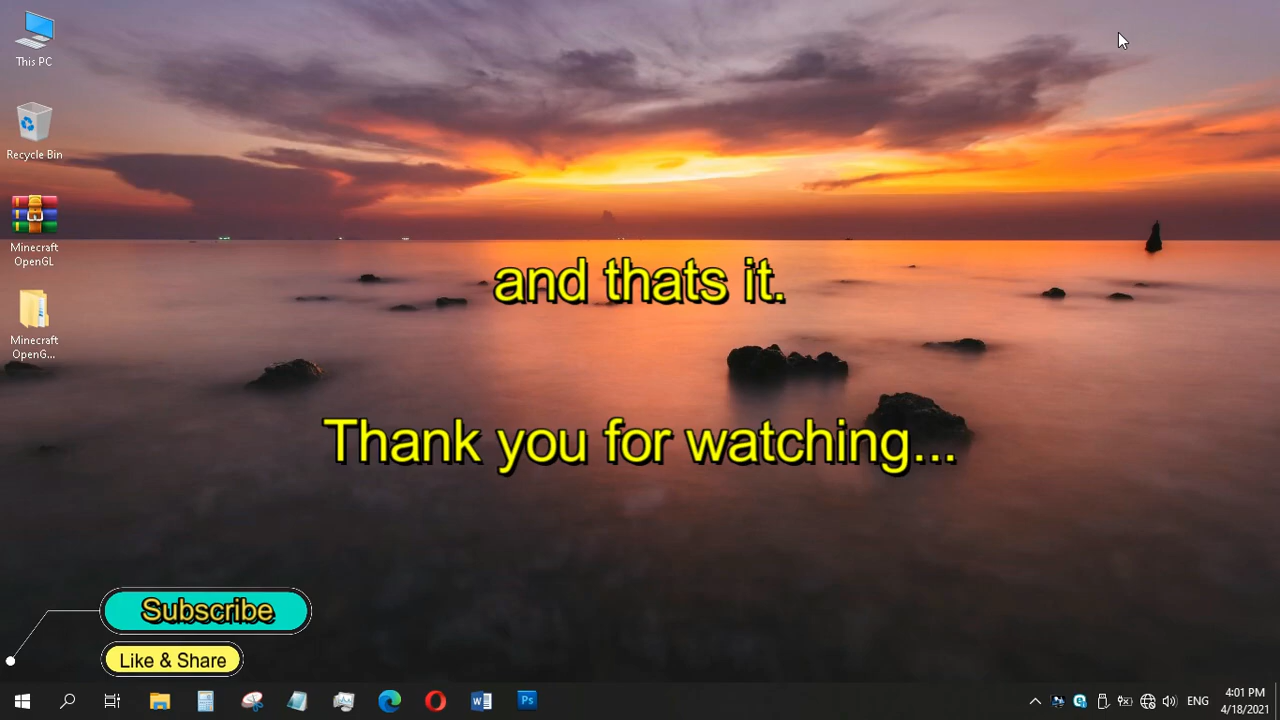 This PC
Recycle Bin
Minecraft
OpenGL
Minecraft
OpenG...
and thats it.
Thank you for watching...
Subscribe
Like & Share
Ps
ENG
4:01 PM
4/18/2021